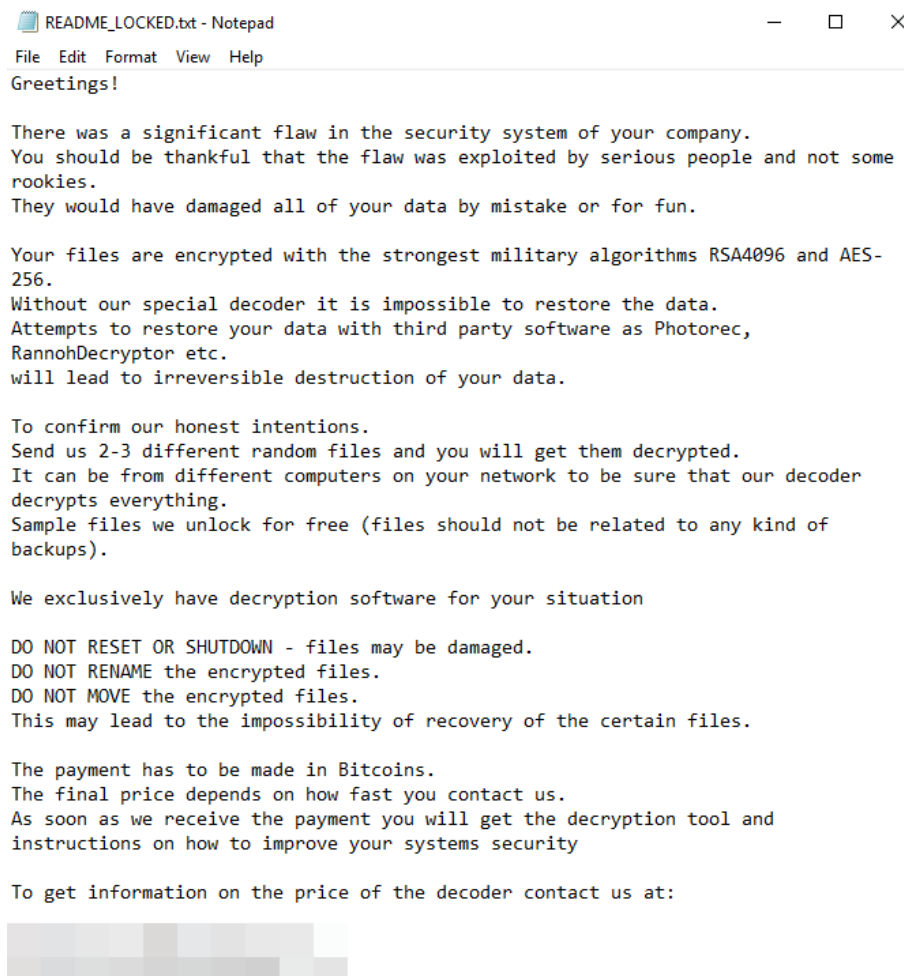 README_LOCKED.txt - Notepad
File Edit Format View Help
Greetings!
There was a significant flaw in the security system of your company.
You should be thankful that the flaw was exploited by serious people and not some
rookies.
They would have damaged all of your data by mistake or for fun.
Your files are encrypted with the strongest military algorithms RSA4096 and AES-
256.
Without our special decoder it is impossible to restore the data.
Attempts to restore your data with third party software as Photorec,
RannohDecryptor etc.
will lead to irreversible destruction of your data.
To confirm our honest intentions.
Send us 2-3 different random files and you will get them decrypted.
It can be from different computers on your network to be sure that our decoder
decrypts everything.
Sample files we unlock for free (files should not be related to any kind of
backups).
We exclusively have decryption software for your situation
DO NOT RESET OR SHUTDOWN - files may be damaged.
DO NOT RENAME the encrypted files.
DO NOT MOVE the encrypted files.
This may lead to the impossibility of recovery of the certain files.
The payment has to be made in Bitcoins.
The final price depends on how fast you contact us.
As soon as we receive the payment you will get the decryption tool and
instructions on how to improve your systems security
To get information on the price of the decoder contact us at: